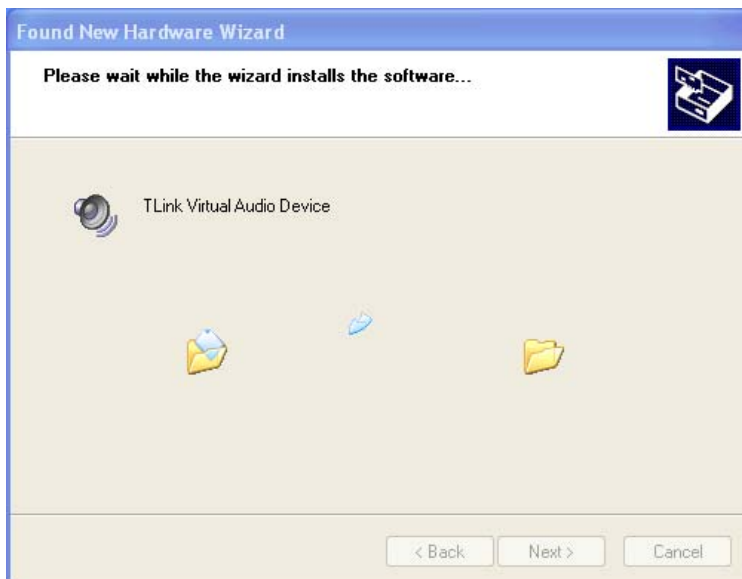 Found New Hardware Wizard
Please wait while the wizard installs the software...
TLink Virtual Audio Device
< Back
Next >
Cancel